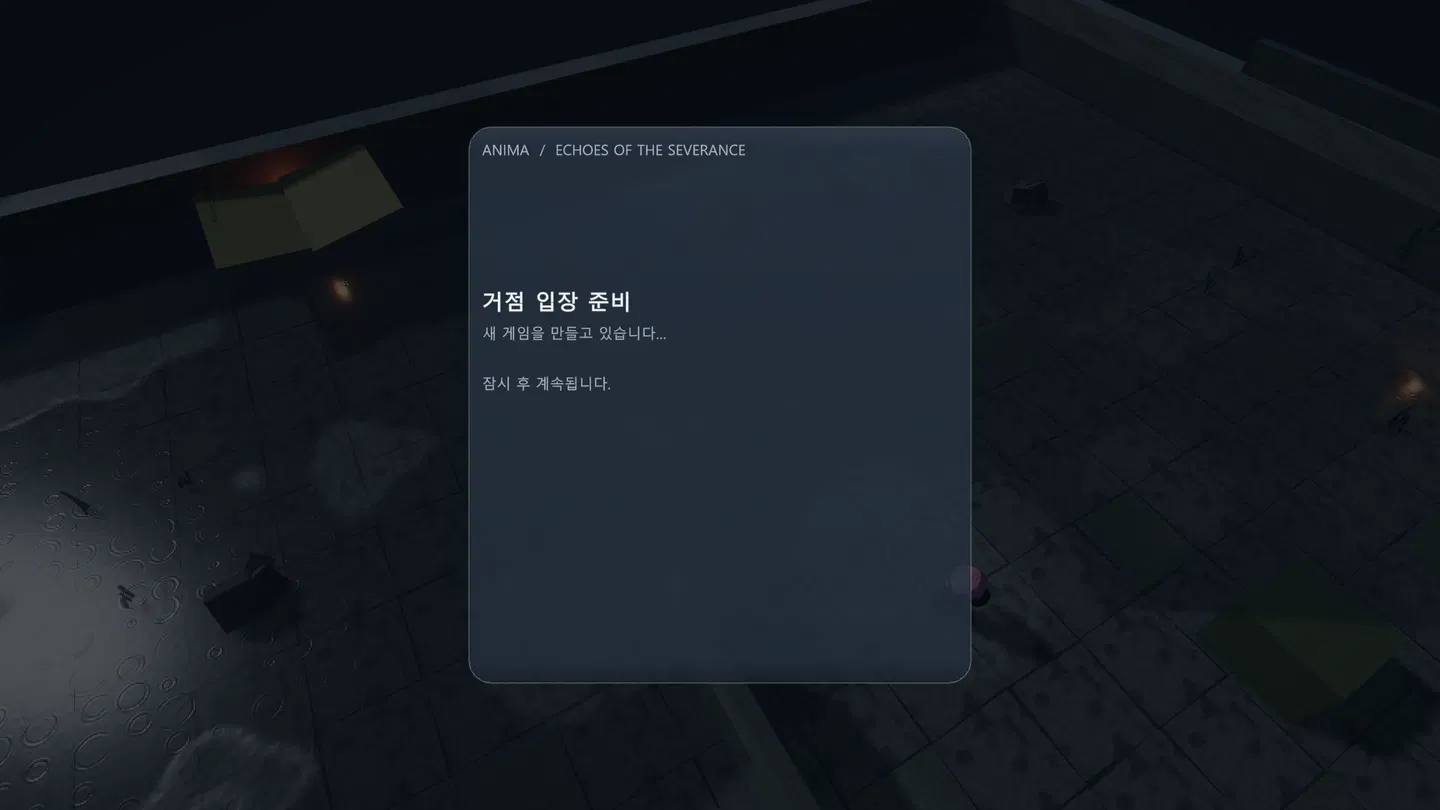 ANIMA / ECHOES OF THE SEVERANCE
거점 입장 준비
새 게임을 만들고 있습니다...
잠시 후 계속됩니다.